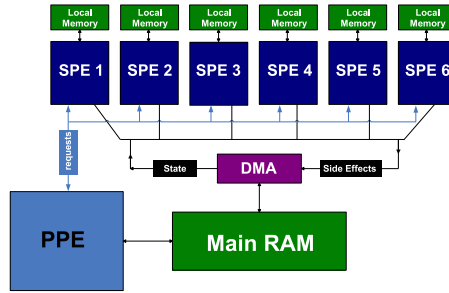 Local
Memory
Local
Memory
Local
Memory
Local
Memory
Local
Memory
Local
Memory
SPE 1
SPE 2
SPE 3
SPE 4
SPE 5
SPE 6
requests
State
DMA
Side Effects
PPE
Main RAM